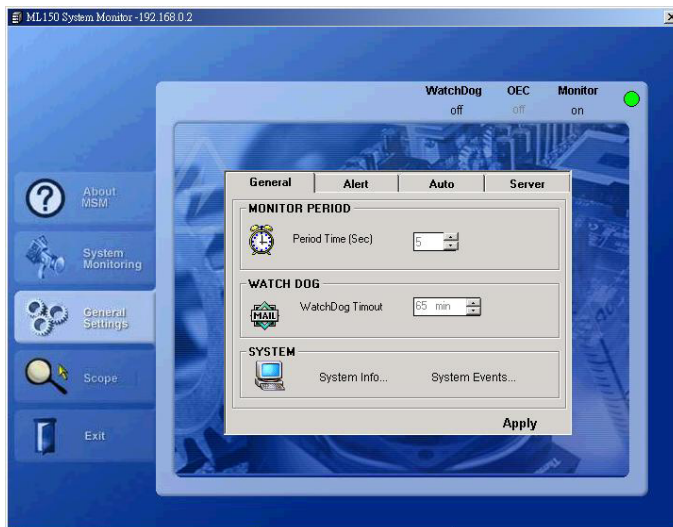 ML150 System Monitor -192.168.0.2
WatchDog OEC Monitor
off off on
About
MSM
System
Monitoring
General
Settings
Scope
Exit
General Alert Auto Server
MONITOR PERIOD
Period Time (Sec) 5
WATCH DOG
MAIL
WatchDog Timout 65 min
SYSTEM
System Info... System Events...
Apply